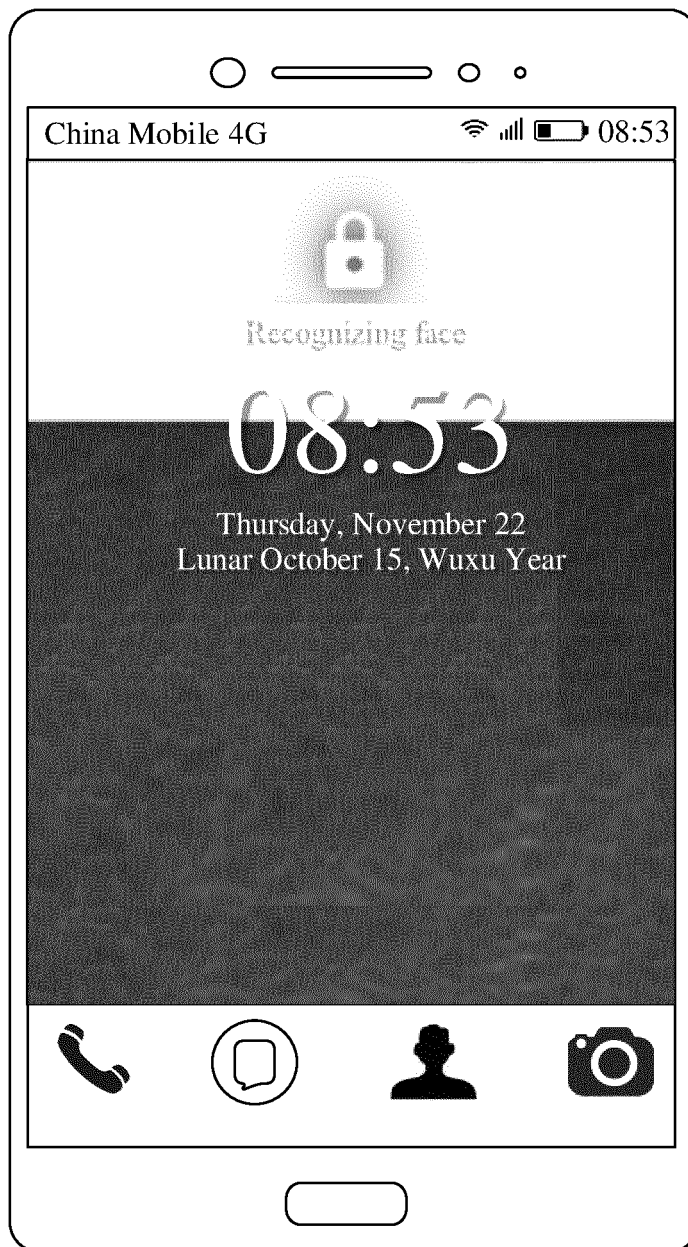 China Mobile 4G 08:53
Recognizing face
08:53
Thursday, November 22
Lunar October 15, Wuxu Year